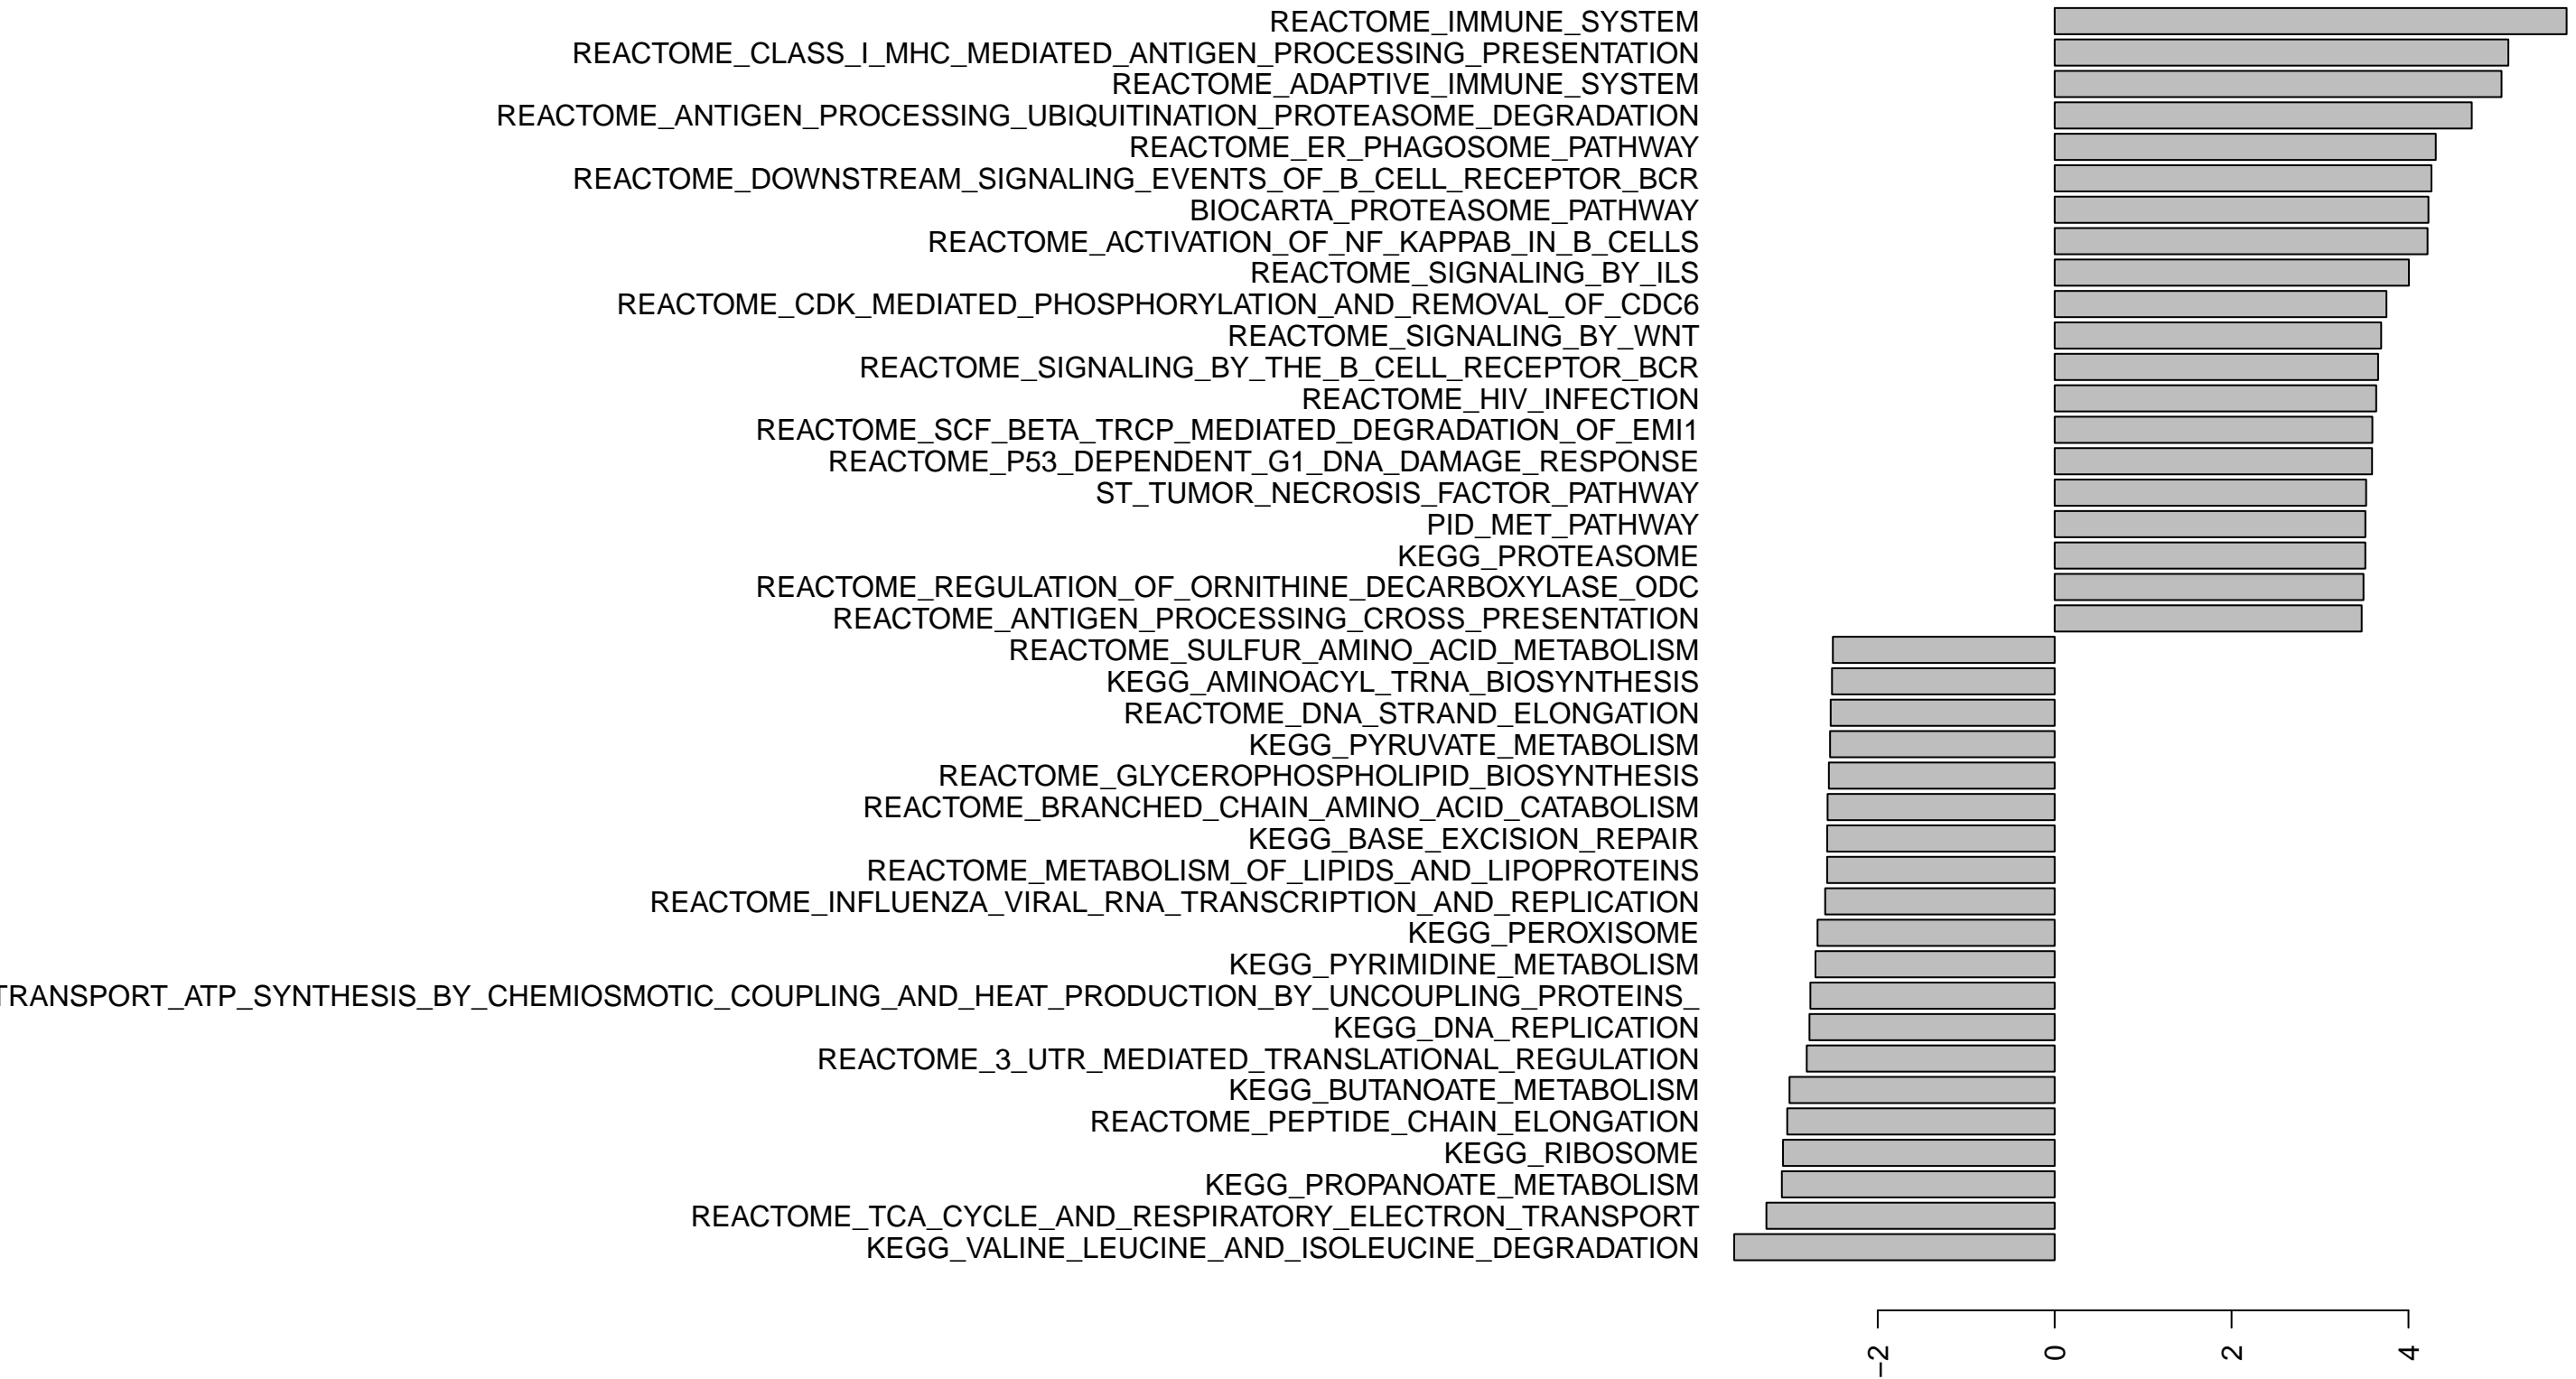 REACTOME_IMMUNE_SYSTEM
REACTOME_CLASS_I_MHC_MEDIATED_ANTIGEN_PROCESSING_PRESENTATION
REACTOME_ADAPTIVE_IMMUNE_SYSTEM
REACTOME_ANTIGEN_PROCESSING_UBIQUITINATION_PROTEASOME_DEGRADATION
REACTOME_ER_PHAGOSOME_PATHWAY
REACTOME_DOWNSTREAM_SIGNALING_EVENTS_OF_B_CELL_RECEPTOR_BCR
BIOCARTA_PROTEASOME_PATHWAY
REACTOME_ACTIVATION_OF_NF_KAPPAB_IN_B_CELLS
REACTOME_SIGNALING_BY_ILS
REACTOME_CDK_MEDIATED_PHOSPHORYLATION_AND_REMOVAL_OF_CDC6
REACTOME_SIGNALING_BY_WNT
REACTOME_SIGNALING_BY_THE_B_CELL_RECEPTOR_BCR
REACTOME_HIV_INFECTION
REACTOME_SCF_BETA_TRCP_MEDIATED_DEGRADATION_OF_EMI1
REACTOME_P53_DEPENDENT_G1_DNA_DAMAGE_RESPONSE
ST_TUMOR_NECROSIS_FACTOR_PATHWAY
PID_MET_PATHWAY
KEGG_PROTEASOME
REACTOME_REGULATION_OF_ORNITHINE_DECARBOXYLASE_ODC
REACTOME_ANTIGEN_PROCESSING_CROSS_PRESENTATION
REACTOME_SULFUR_AMINO_ACID_METABOLISM
KEGG_AMINOACYL_TRNA_BIOSYNTHESIS
REACTOME_DNA_STRAND_ELONGATION
KEGG_PYRUVATE_METABOLISM
REACTOME_GLYCEROPHOSPHOLIPID_BIOSYNTHESIS
REACTOME_BRANCHED_CHAIN_AMINO_ACID_CATABOLISM
KEGG_BASE_EXCISION_REPAIR
REACTOME_METABOLISM_OF_LIPIDS_AND_LIPOPROTEINS
REACTOME_INFLUENZA_VIRAL_RNA_TRANSCRIPTION_AND_REPLICATION
KEGG_PEROXISOME
KEGG_PYRIMIDINE_METABOLISM
TRANSPORT_ATP_SYNTHESIS_BY_CHEMIOSMOTIC_COUPLING_AND_HEAT_PRODUCTION_BY_UNCOUPLING_PROTEINS_
KEGG_DNA_REPLICATION
REACTOME_3_UTR_MEDIATED_TRANSLATIONAL_REGULATION
KEGG_BUTANOATE_METABOLISM
REACTOME_PEPTIDE_CHAIN_ELONGATION
KEGG_RIBOSOME
KEGG_PROPANOATE_METABOLISM
REACTOME_TCA_CYCLE_AND_RESPIRATORY_ELECTRON_TRANSPORT
KEGG_VALINE_LEUCINE_AND_ISOLEUCINE_DEGRADATION
−2 0 2 4